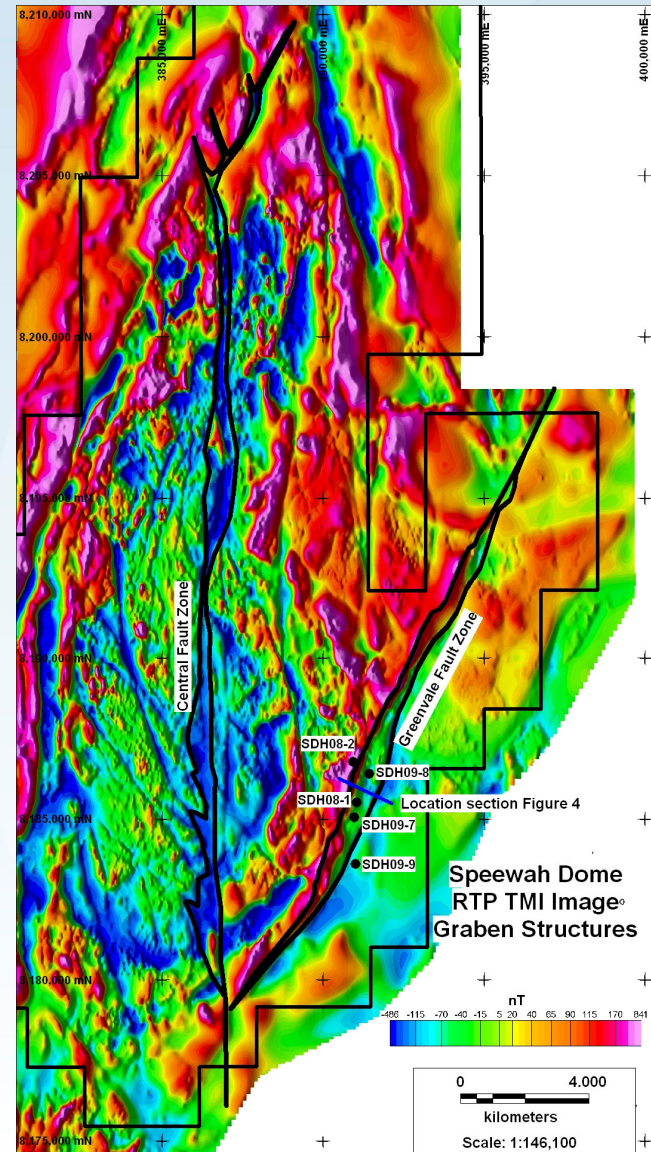 8,210,000 mN
385,000 mE
390,000 mE
395,000 mE
400,000 mE
8,205,000 mN
8,200,000 mN
8,195,000 mN
Central Fault Zone
Greenvale Fault Zone
8,190,000 mN
SDH08-2
SDH09-8
SDH08-1
Location section Figure 4
8,185,000 mN
SDH09-7
SDH09-9
Speewah Dome
RTP TMI Image
Graben Structures
8,180,000 mN
nT
-486 -115 -70 -40 -15 5 20 40 65 90 115 170 841
0 4.000
kilometers
Scale: 1:146,100
8,175,000 mN